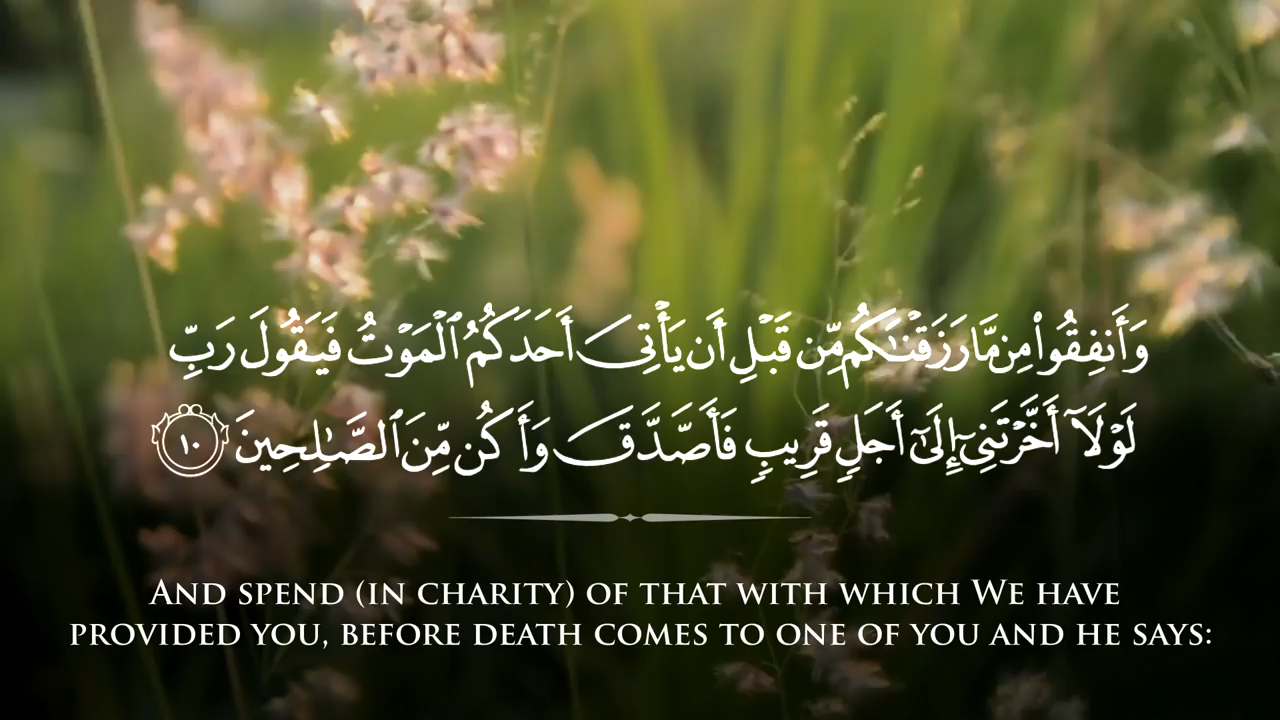 وَأَنفِقُوا۟ مِن مَّا رَزَقْنَـٰكُم مِّن قَبْلِ أَن يَأْتِىَ أَحَدَكُمُ ٱلْمَوْتُ فَيَقُولَ رَبِّ
لَوْلَآ أَخَّرْتَنِىٓ إِلَىٰٓ أَجَلٍ قَرِيبٍ فَأَصَّدَّقَ وَأَكُن مِّنَ ٱلصَّـٰلِحِينَ ١٠
And spend (in charity) of that with which We have
provided you, before death comes to one of you and he says: